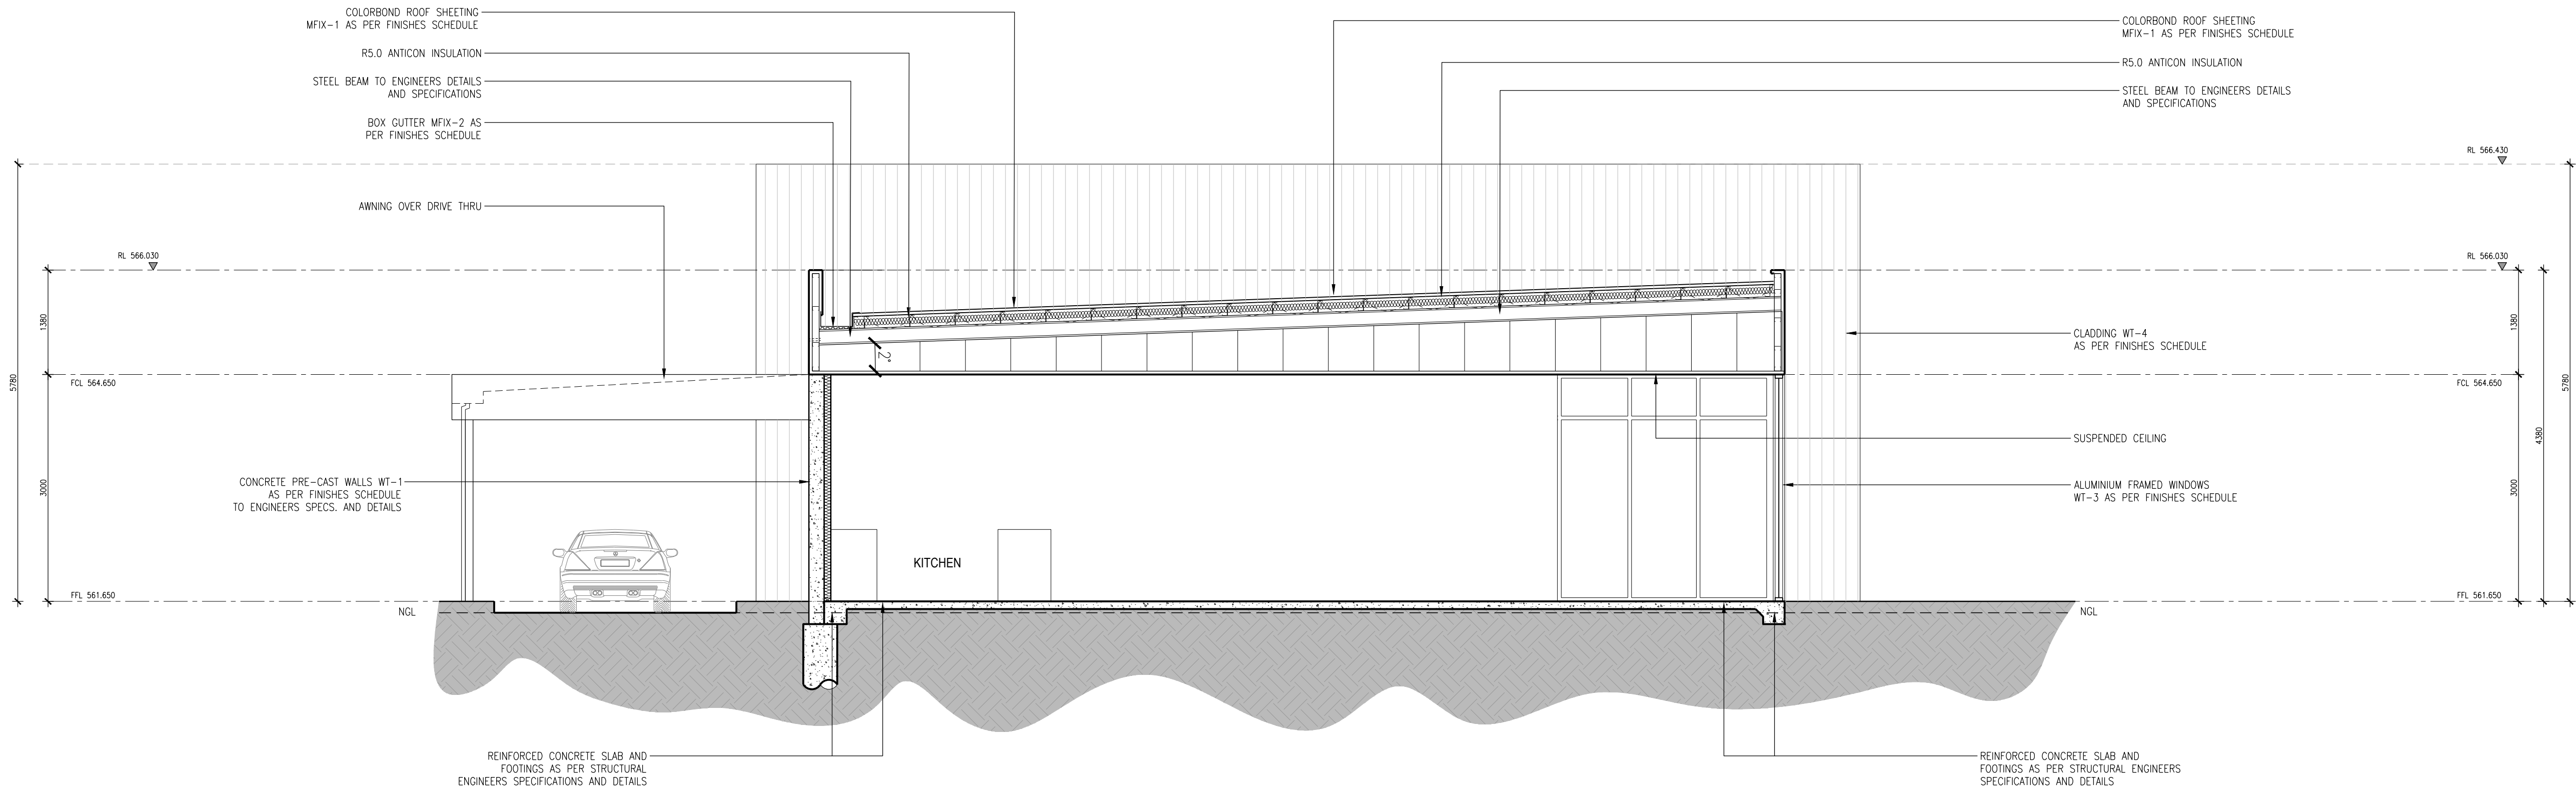 COLORBOND ROOF SHEETING
MFIX-1 AS PER FINISHES SCHEDULE
R5.0 ANTICON INSULATION
STEEL BEAM TO ENGINEERS DETAILS
AND SPECIFICATIONS
BOX GUTTER MFIX-2 AS
PER FINISHES SCHEDULE
AWNING OVER DRIVE THRU
COLORBOND ROOF SHEETING
MFIX-1 AS PER FINISHES SCHEDULE
R5.0 ANTICON INSULATION
STEEL BEAM TO ENGINEERS DETAILS
AND SPECIFICATIONS
RL 566.430
RL 566.030
RL 566.030
1380
5780
FCL 564.650
3000
FFL 561.650
2°
CLADDING WT-4
AS PER FINISHES SCHEDULE
1380
FCL 564.650
5780
4380
3000
SUSPENDED CEILING
CONCRETE PRE-CAST WALLS WT-1
AS PER FINISHES SCHEDULE
TO ENGINEERS SPECS. AND DETAILS
ALUMINIUM FRAMED WINDOWS
WT-3 AS PER FINISHES SCHEDULE
KITCHEN
FFL 561.650
NGL
NGL
REINFORCED CONCRETE SLAB AND
FOOTINGS AS PER STRUCTURAL
ENGINEERS SPECIFICATIONS AND DETAILS
REINFORCED CONCRETE SLAB AND
FOOTINGS AS PER STRUCTURAL ENGINEERS
SPECIFICATIONS AND DETAILS